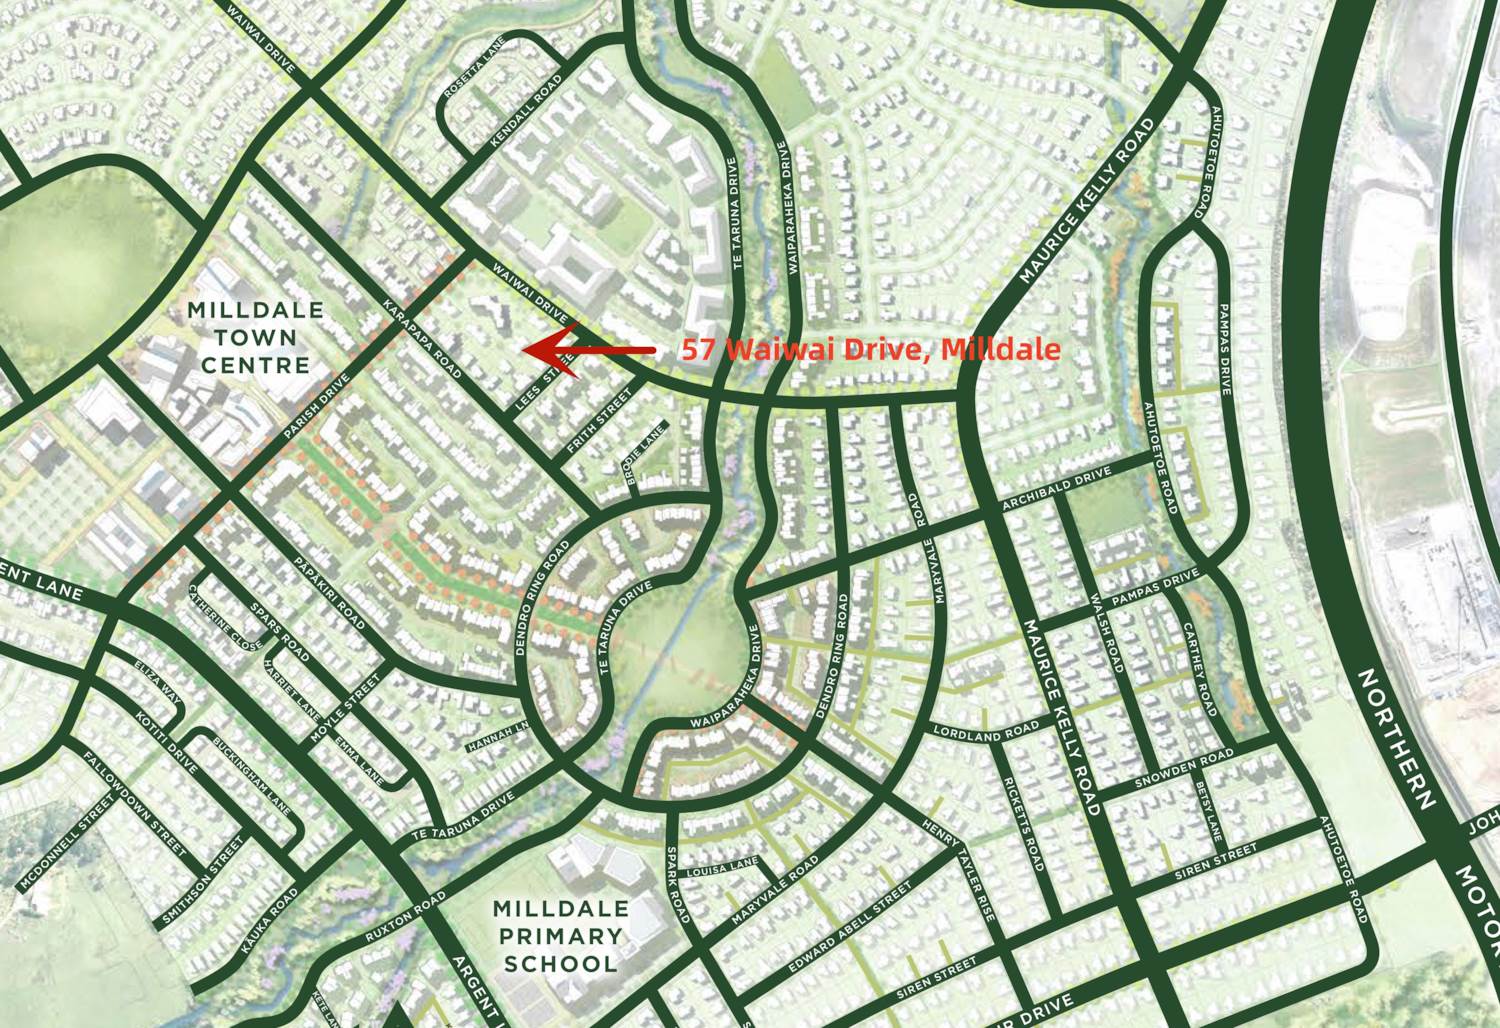 WAIWAI DRIVE
ROSETTA LANE
KENDALL ROAD
TE TARUNA DRIVE
WAIPARAHEKA DRIVE
MAURICE KELLY ROAD
AHUTOETOE ROAD
MILLDALE
TOWN
CENTRE
KARAPAPA ROAD
WAIWAI DRIVE
57 Waiwai Drive, Milldale
PAMPAS DRIVE
PARISH DRIVE
LEES
FRITH STREET
BRODIE LANE
AHUTOETOE ROAD
ARCHIBALD DRIVE
MARYVALE ROAD
ENT LANE
PAPAKIRI ROAD
DENDRO RING ROAD
TE TARUNA DRIVE
CATHERINE CLOSE
SPARS ROAD
HARRIET LANE
MOYLE STREET
EMMA LANE
HANNAH LN
ELIZA WAY
KOTITI DRIVE
BUCKINGHAM LANE
FALLOWDOWN STREET
MCDONNELL STREET
SMITHSON STREET
KAUKA ROAD
TE TARUNA DRIVE
RUXTON ROAD
WAIPARAHEKA DRIVE
DENDRO RING ROAD
MARYVALE
PAMPAS DRIVE
WALSH ROAD
CARTHEY ROAD
MAURICE KELLY ROAD
LORDLAND ROAD
SNOWDEN ROAD
BETSY LANE
RICKETTS ROAD
NORTHERN
MOTOR
JOH
HENRY TAYLER RISE
SIREN STREET
AHUTOETOE ROAD
SPARK ROAD
LOUISA LANE
MARYVALE ROAD
EDWARD ABELL STREET
SIREN STREET
MILLDALE
PRIMARY
SCHOOL
ARGENT
DRIVE